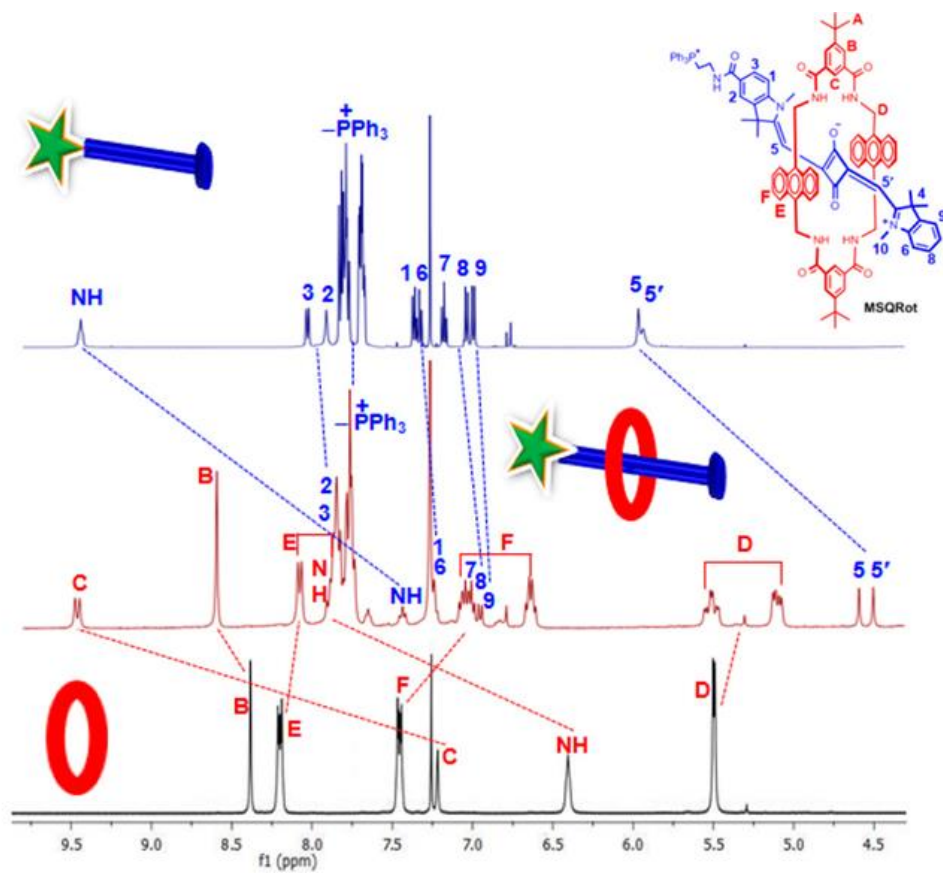 A
B
C
D
F
E
Ph₃P⁺
NH
O
3
1
2
N
5
O
NH
HN
O
O⁻
O
5'
4
9
N⁺
10
6
8
NH
HN
O
O
MSQRot
+
–PPh₃
NH
3
2
1 6
7
8 9
5
5'
+
–PPh₃
C
B
E
N
H
2
3
NH
1
6
7
8
9
F
D
5 5'
B
E
F
C
NH
D
9.5 9.0 8.5 8.0 7.5 7.0 6.5 6.0 5.5 5.0 4.5
f1 (ppm)